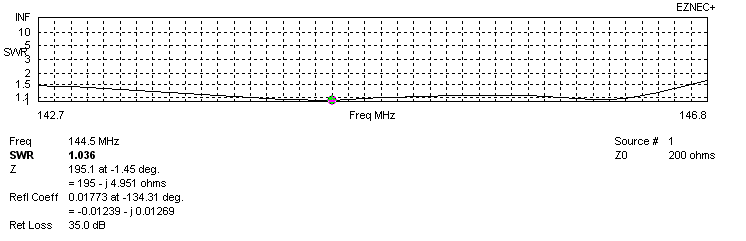 EZNEC+
INF
10
5
SWR
3
2
1.5
1.1
142.7 Freq MHz 146.8
Freq 144.5 MHz Source # 1
SWR 1.036 Z0 200 ohms
Z 195.1 at -1.45 deg.
= 195 - j 4.951 ohms
Refl Coeff 0.01773 at -134.31 deg.
= -0.01239 - j 0.01269
Ret Loss 35.0 dB